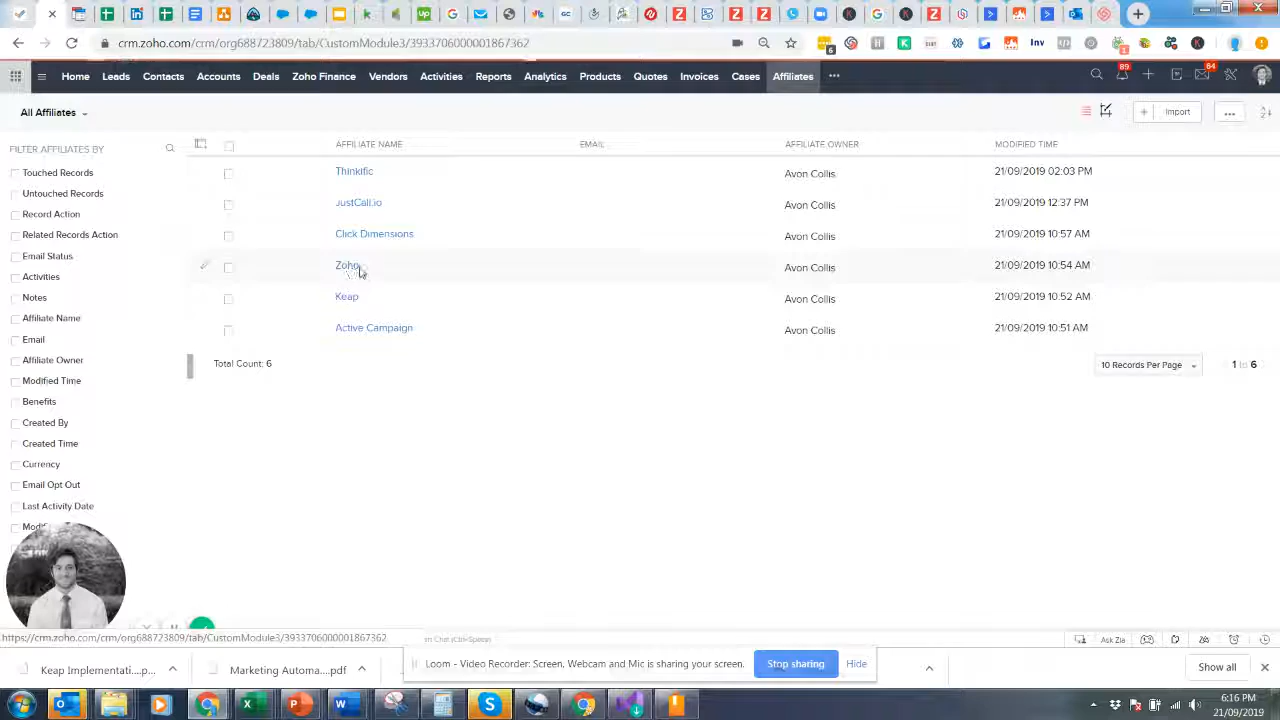 crm.zoho.com/crm/org688723809/tab/CustomModule3/3933706000001867362
Inv
6
1
Home Leads Contacts Accounts Deals Zoho Finance Vendors Activities Reports Analytics Products Quotes Invoices Cases Affiliates
89
64
All Affiliates
Import
FILTER AFFILIATES BY
AFFILIATE NAME EMAIL AFFILIATE OWNER MODIFIED TIME
Touched Records
Thinkific Avon Collis 21/09/2019 02:03 PM
Untouched Records
JustCall.io Avon Collis 21/09/2019 12:37 PM
Record Action
Related Records Action
Click Dimensions Avon Collis 21/09/2019 10:57 AM
Email Status
Zoho Avon Collis 21/09/2019 10:54 AM
Activities
Notes
Keap Avon Collis 21/09/2019 10:52 AM
Affiliate Name
Active Campaign Avon Collis 21/09/2019 10:51 AM
Email
Affiliate Owner
Total Count: 6 10 Records Per Page 1 to 6
Modified Time
Benefits
Created By
Created Time
Currency
Email Opt Out
Last Activity Date
https://crm.zoho.com/crm/org688723809/tab/CustomModule3/3933706000001867362
Ask Zia
Keap Implementati....p...
Marketing Automa....pdf
Loom - Video Recorder: Screen, Webcam and Mic is sharing your screen. Stop sharing Hide
Show all
6:16 PM
21/09/2019